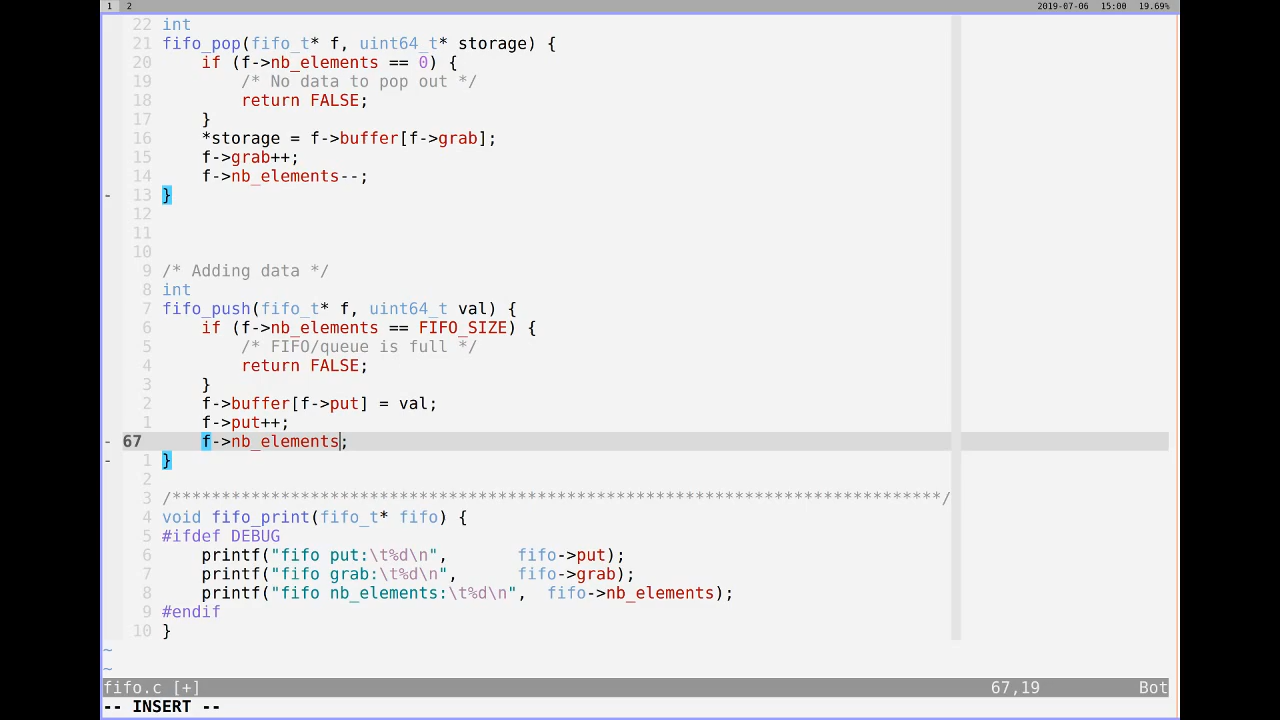 1 2 2019-07-06 15:00 19.69%
22 int
21 fifo_pop(fifo_t* f, uint64_t* storage) {
20     if (f->nb_elements == 0) {
19         /* No data to pop out */
18         return FALSE;
17     }
16     *storage = f->buffer[f->grab];
15     f->grab++;
14     f->nb_elements--;
- 13 }
12
11
10
9 /* Adding data */
8 int
7 fifo_push(fifo_t* f, uint64_t val) {
6     if (f->nb_elements == FIFO_SIZE) {
5         /* FIFO/queue is full */
4         return FALSE;
3     }
2     f->buffer[f->put] = val;
1     f->put++;
- 67     f->nb_elements;
- 1 }
2
3 /******************************************************************************/
4 void fifo_print(fifo_t* fifo) {
5 #ifdef DEBUG
6     printf("fifo put:\t%d\n",       fifo->put);
7     printf("fifo grab:\t%d\n",      fifo->grab);
8     printf("fifo nb_elements:\t%d\n",  fifo->nb_elements);
9 #endif
10 }
~
~
fifo.c [+] 67,19 Bot
-- INSERT --